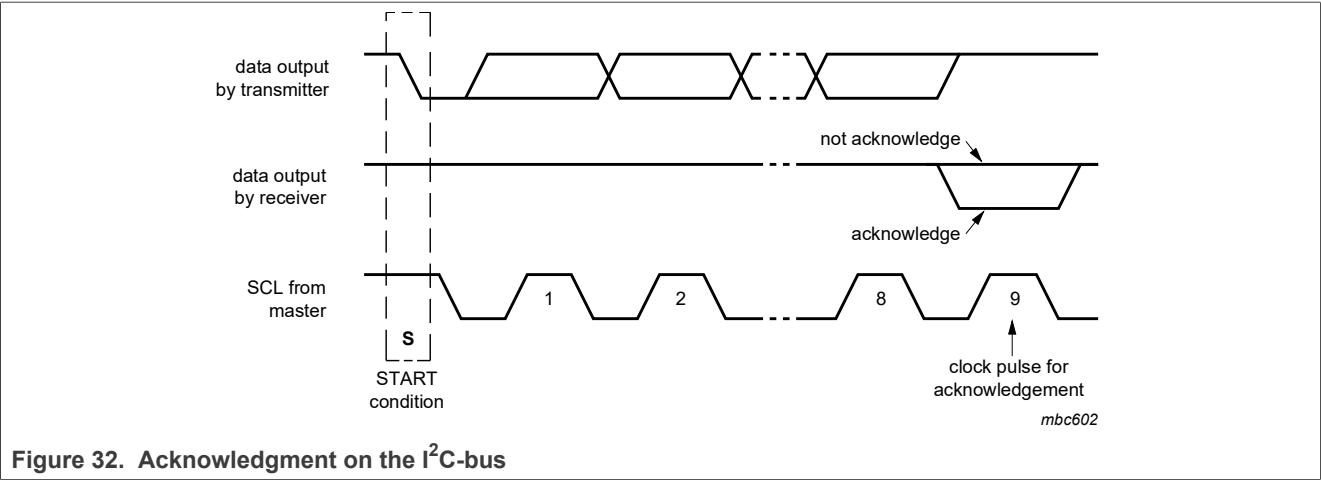 data output
by transmitter
not acknowledge
data output
by receiver
acknowledge
SCL from
master
1
2
8
9
S
START
condition
clock pulse for
acknowledgement
mbc602
Figure 32. Acknowledgment on the I²C-bus